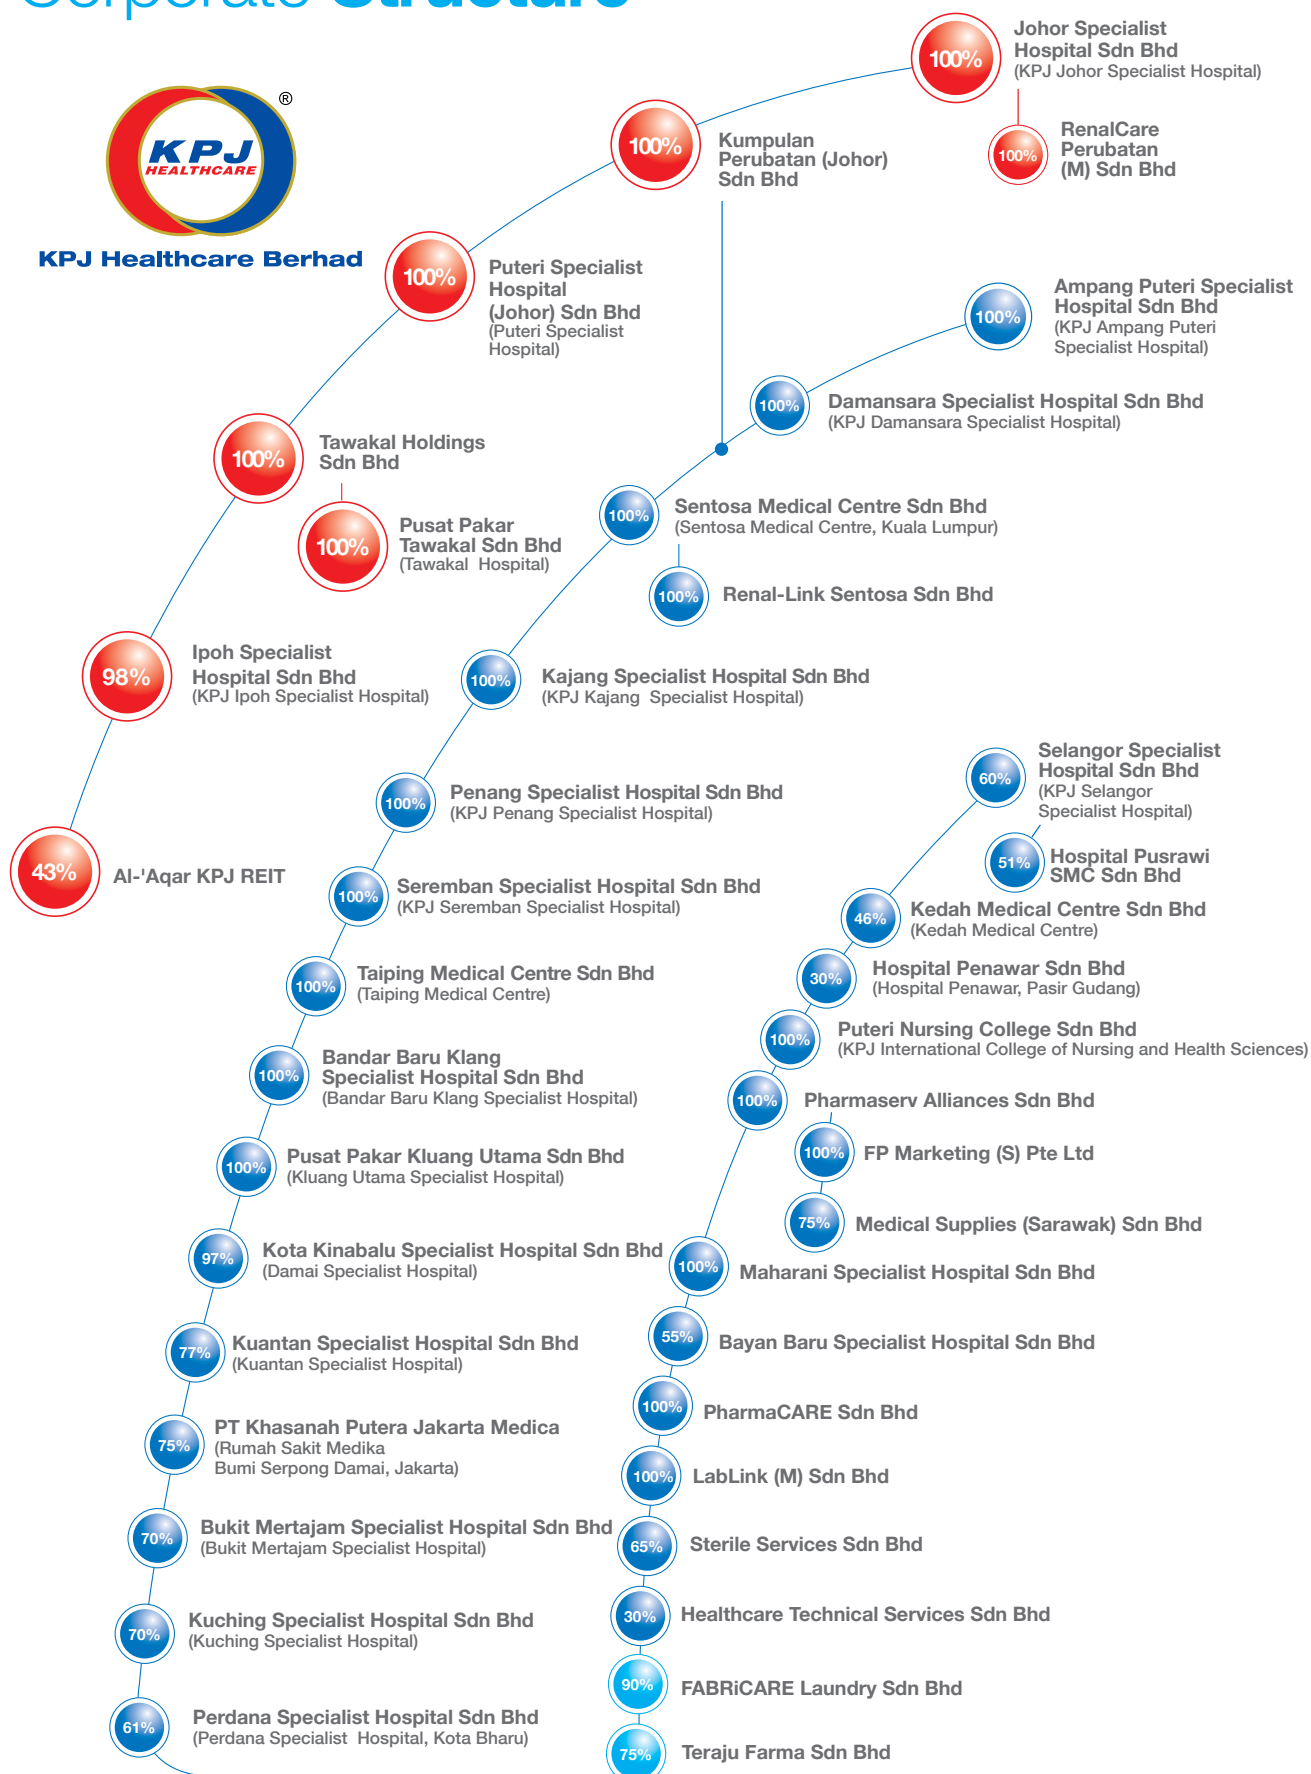 Corporate Structure
®
KPJ
HEALTHCARE
KPJ Healthcare Berhad
100%
Johor Specialist
Hospital Sdn Bhd
(KPJ Johor Specialist Hospital)
100%
RenalCare
Perubatan
(M) Sdn Bhd
100%
Kumpulan
Perubatan (Johor)
Sdn Bhd
100%
Puteri Specialist
Hospital
(Johor) Sdn Bhd
(Puteri Specialist
Hospital)
100%
Tawakal Holdings
Sdn Bhd
100%
Pusat Pakar
Tawakal Sdn Bhd
(Tawakal Hospital)
98%
Ipoh Specialist
Hospital Sdn Bhd
(KPJ Ipoh Specialist Hospital)
43%
Al-'Aqar KPJ REIT
100%
Ampang Puteri Specialist
Hospital Sdn Bhd
(KPJ Ampang Puteri
Specialist Hospital)
100%
Damansara Specialist Hospital Sdn Bhd
(KPJ Damansara Specialist Hospital)
100%
Sentosa Medical Centre Sdn Bhd
(Sentosa Medical Centre, Kuala Lumpur)
100%
Renal-Link Sentosa Sdn Bhd
100%
Kajang Specialist Hospital Sdn Bhd
(KPJ Kajang Specialist Hospital)
100%
Penang Specialist Hospital Sdn Bhd
(KPJ Penang Specialist Hospital)
100%
Seremban Specialist Hospital Sdn Bhd
(KPJ Seremban Specialist Hospital)
100%
Taiping Medical Centre Sdn Bhd
(Taiping Medical Centre)
100%
Bandar Baru Klang
Specialist Hospital Sdn Bhd
(Bandar Baru Klang Specialist Hospital)
100%
Pusat Pakar Kluang Utama Sdn Bhd
(Kluang Utama Specialist Hospital)
97%
Kota Kinabalu Specialist Hospital Sdn Bhd
(Damai Specialist Hospital)
77%
Kuantan Specialist Hospital Sdn Bhd
(Kuantan Specialist Hospital)
75%
PT Khasanah Putera Jakarta Medica
(Rumah Sakit Medika
Bumi Serpong Damai, Jakarta)
70%
Bukit Mertajam Specialist Hospital Sdn Bhd
(Bukit Mertajam Specialist Hospital)
70%
Kuching Specialist Hospital Sdn Bhd
(Kuching Specialist Hospital)
61%
Perdana Specialist Hospital Sdn Bhd
(Perdana Specialist Hospital, Kota Bharu)
60%
Selangor Specialist
Hospital Sdn Bhd
(KPJ Selangor
Specialist Hospital)
51%
Hospital Pusrawi
SMC Sdn Bhd
46%
Kedah Medical Centre Sdn Bhd
(Kedah Medical Centre)
30%
Hospital Penawar Sdn Bhd
(Hospital Penawar, Pasir Gudang)
100%
Puteri Nursing College Sdn Bhd
(KPJ International College of Nursing and Health Sciences)
100%
Pharmaserv Alliances Sdn Bhd
100%
FP Marketing (S) Pte Ltd
75%
Medical Supplies (Sarawak) Sdn Bhd
100%
Maharani Specialist Hospital Sdn Bhd
55%
Bayan Baru Specialist Hospital Sdn Bhd
100%
PharmaCARE Sdn Bhd
100%
LabLink (M) Sdn Bhd
65%
Sterile Services Sdn Bhd
30%
Healthcare Technical Services Sdn Bhd
90%
FABRiCARE Laundry Sdn Bhd
75%
Teraju Farma Sdn Bhd